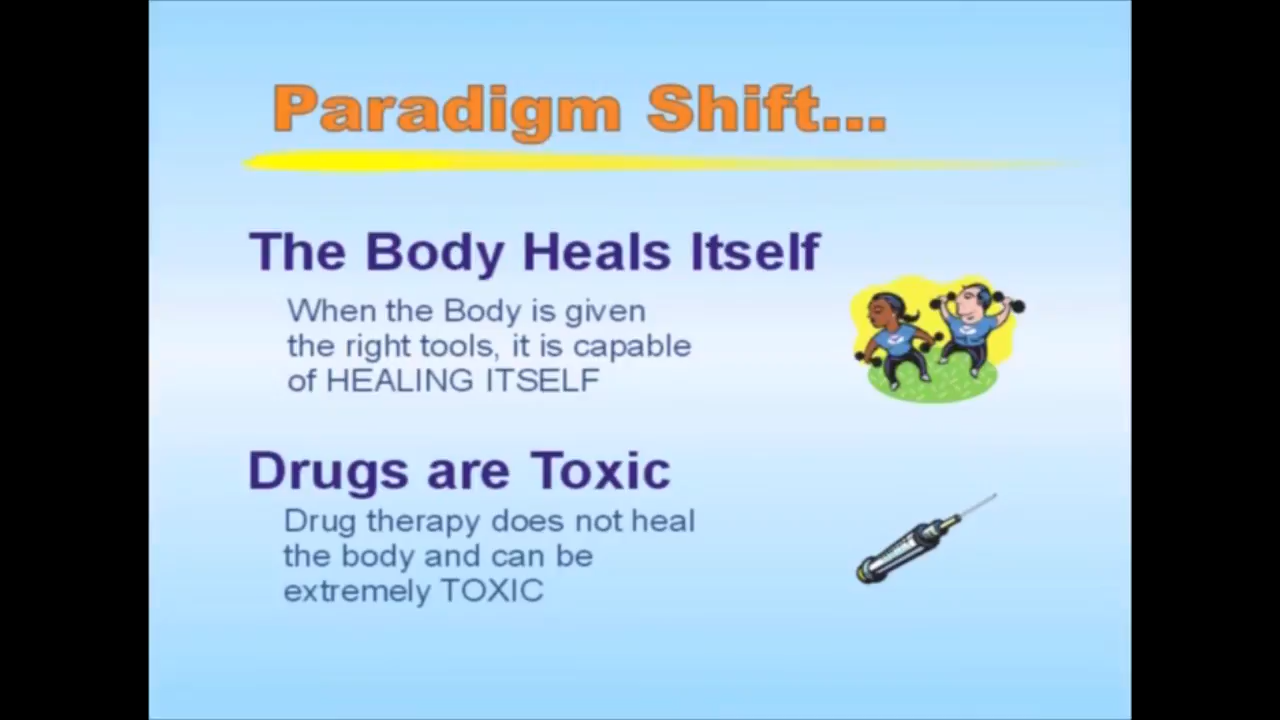 Paradigm Shift...
The Body Heals Itself
When the Body is given
the right tools, it is capable
of HEALING ITSELF
Drugs are Toxic
Drug therapy does not heal
the body and can be
extremely TOXIC